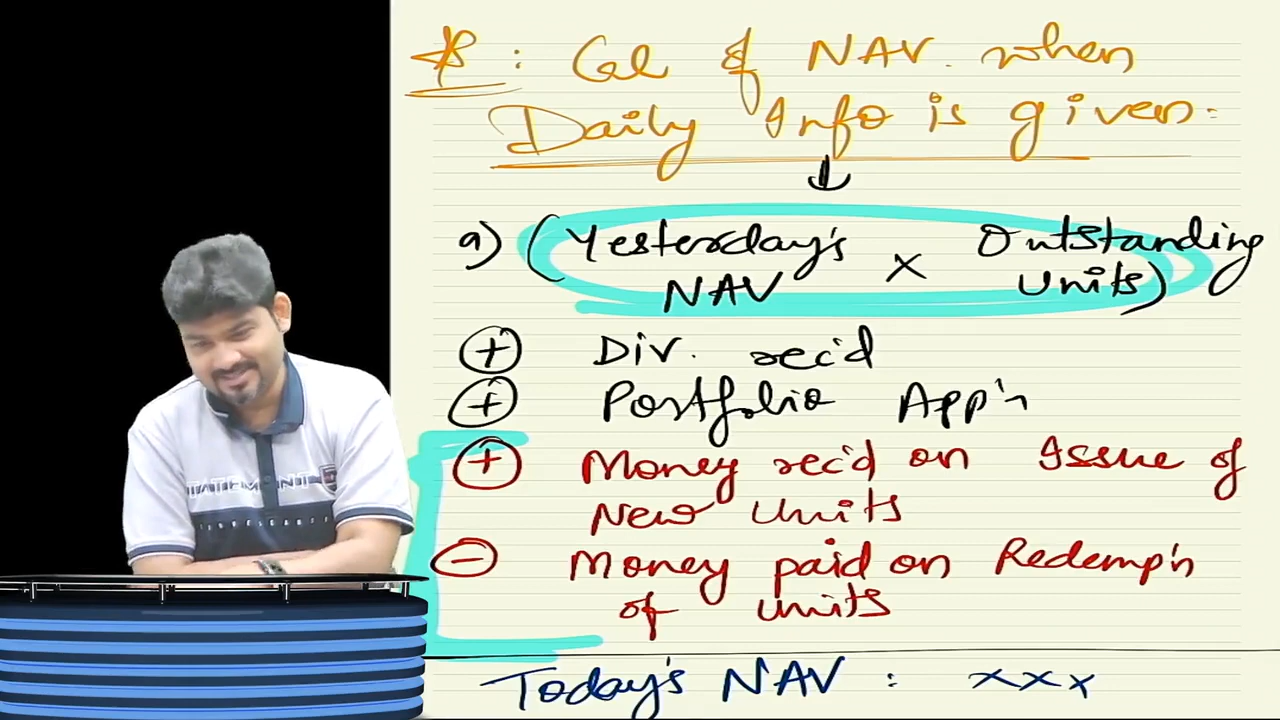 : Cal of NAV. when
Daily Info is given.
a) (Yesterday's NAV × Outstanding Units)
+ Div. rec'd
+ Portfolio App'n
+ Money rec'd on Issue of
New Units
- Money paid on Redemp'n
of units
Today's NAV : xxx